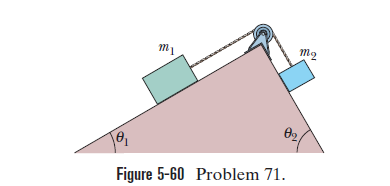 m₁
m₂
θ₁
θ₂
Figure 5-60 Problem 71.